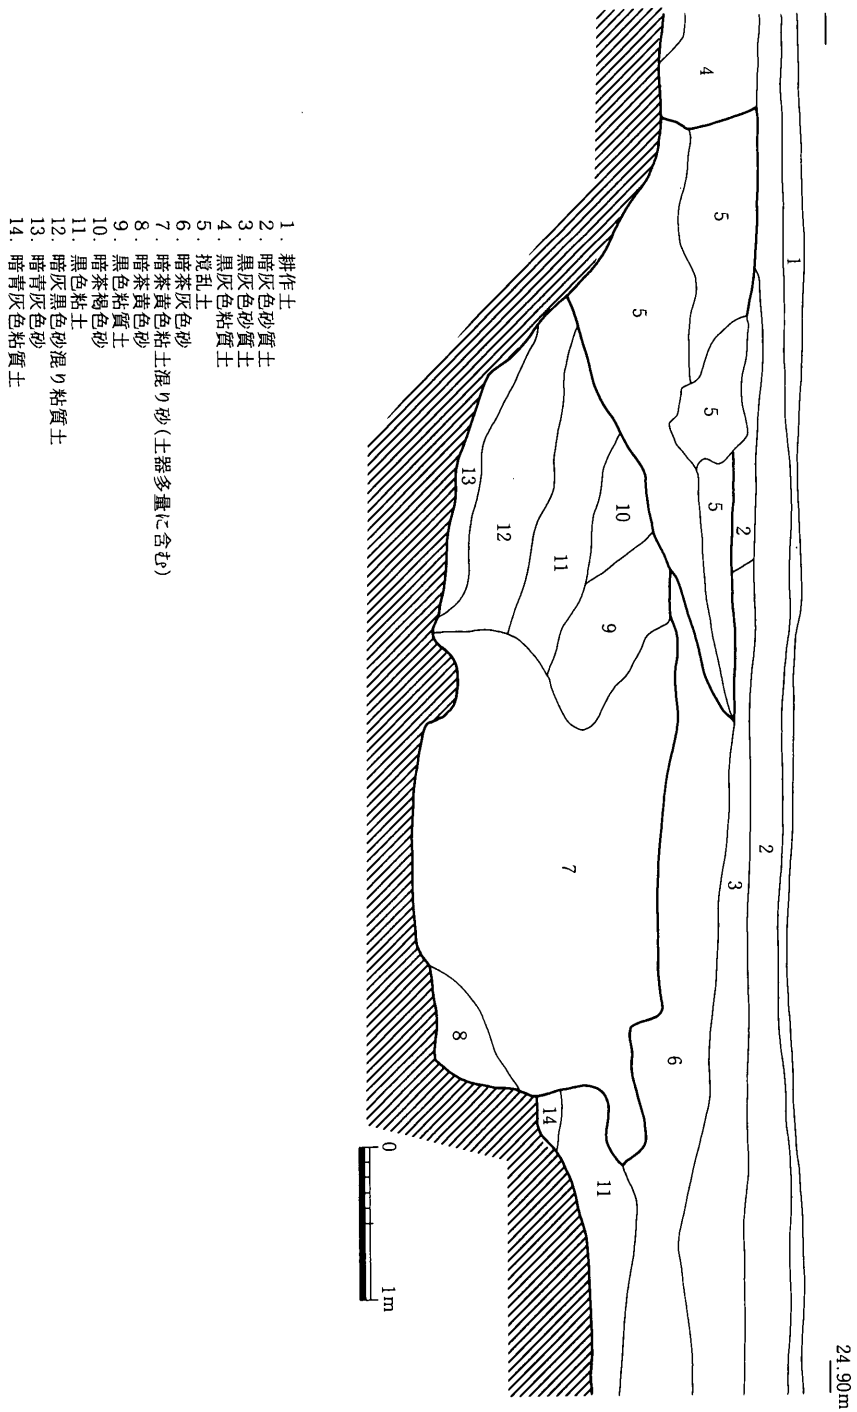 24.90m
1
2
3
2
4
5
5
5
5
6
7
8
9
10
11
12
13
14
11
0 1m
1. 耕作土
2. 暗灰色砂質土
3. 黒灰色砂質土
4. 黒灰色粘質土
5. 撹乱土
6. 暗茶灰色砂
7. 暗茶黄色粘土混り砂(土器多量に含む)
8. 暗茶黄色砂
9. 黒色粘質土
10. 暗茶褐色砂
11. 黒色粘土
12. 暗灰黒色砂混り粘質土
13. 暗青灰色砂
14. 暗青灰色粘質土